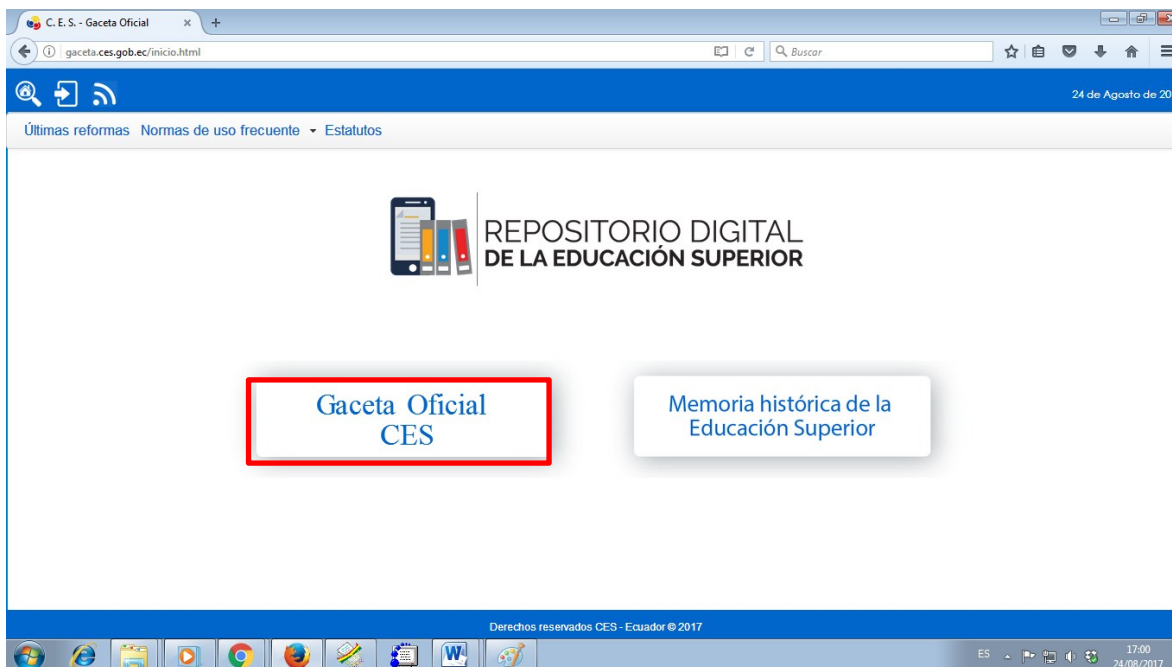 C. E. S. - Gaceta Oficial
gaceta.ces.gob.ec/inicio.html
Buscar
24 de Agosto de 20
Últimas reformas Normas de uso frecuente Estatutos
REPOSITORIO DIGITAL
DE LA EDUCACIÓN SUPERIOR
Gaceta Oficial
CES
Memoria histórica de la
Educación Superior
Derechos reservados CES - Ecuador © 2017
ES
17:00
24/08/2017